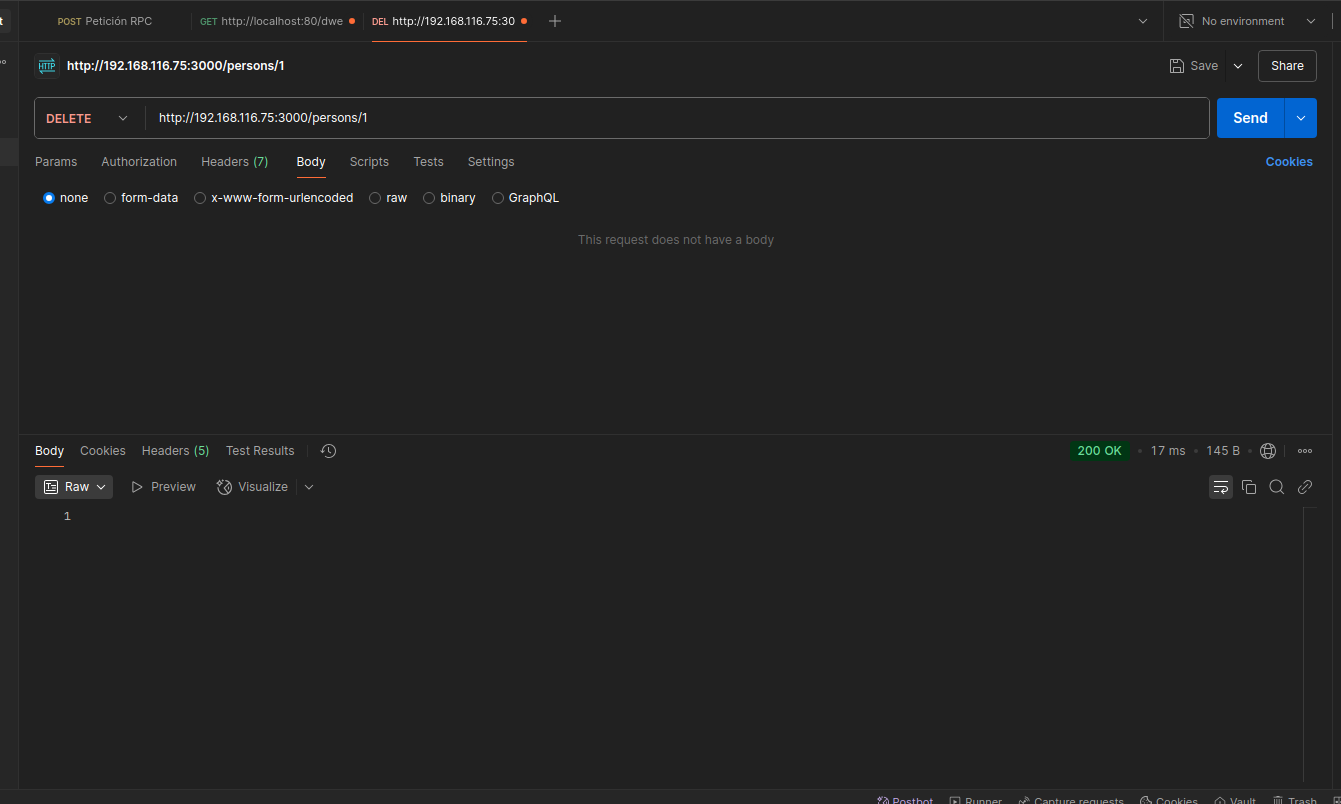 t POST Petición RPC GET http://localhost:80/dwe DEL http://192.168.116.75:30 No environment
HTTP http://192.168.116.75:3000/persons/1 Save Share
DELETE http://192.168.116.75:3000/persons/1 Send
Params Authorization Headers (7) Body Scripts Tests Settings Cookies
none form-data x-www-form-urlencoded raw binary GraphQL
This request does not have a body
Body Cookies Headers (5) Test Results 200 OK 17 ms 145 B
Raw Preview Visualize
1
Postbot Runner Capture requests Cookies Vault Trash